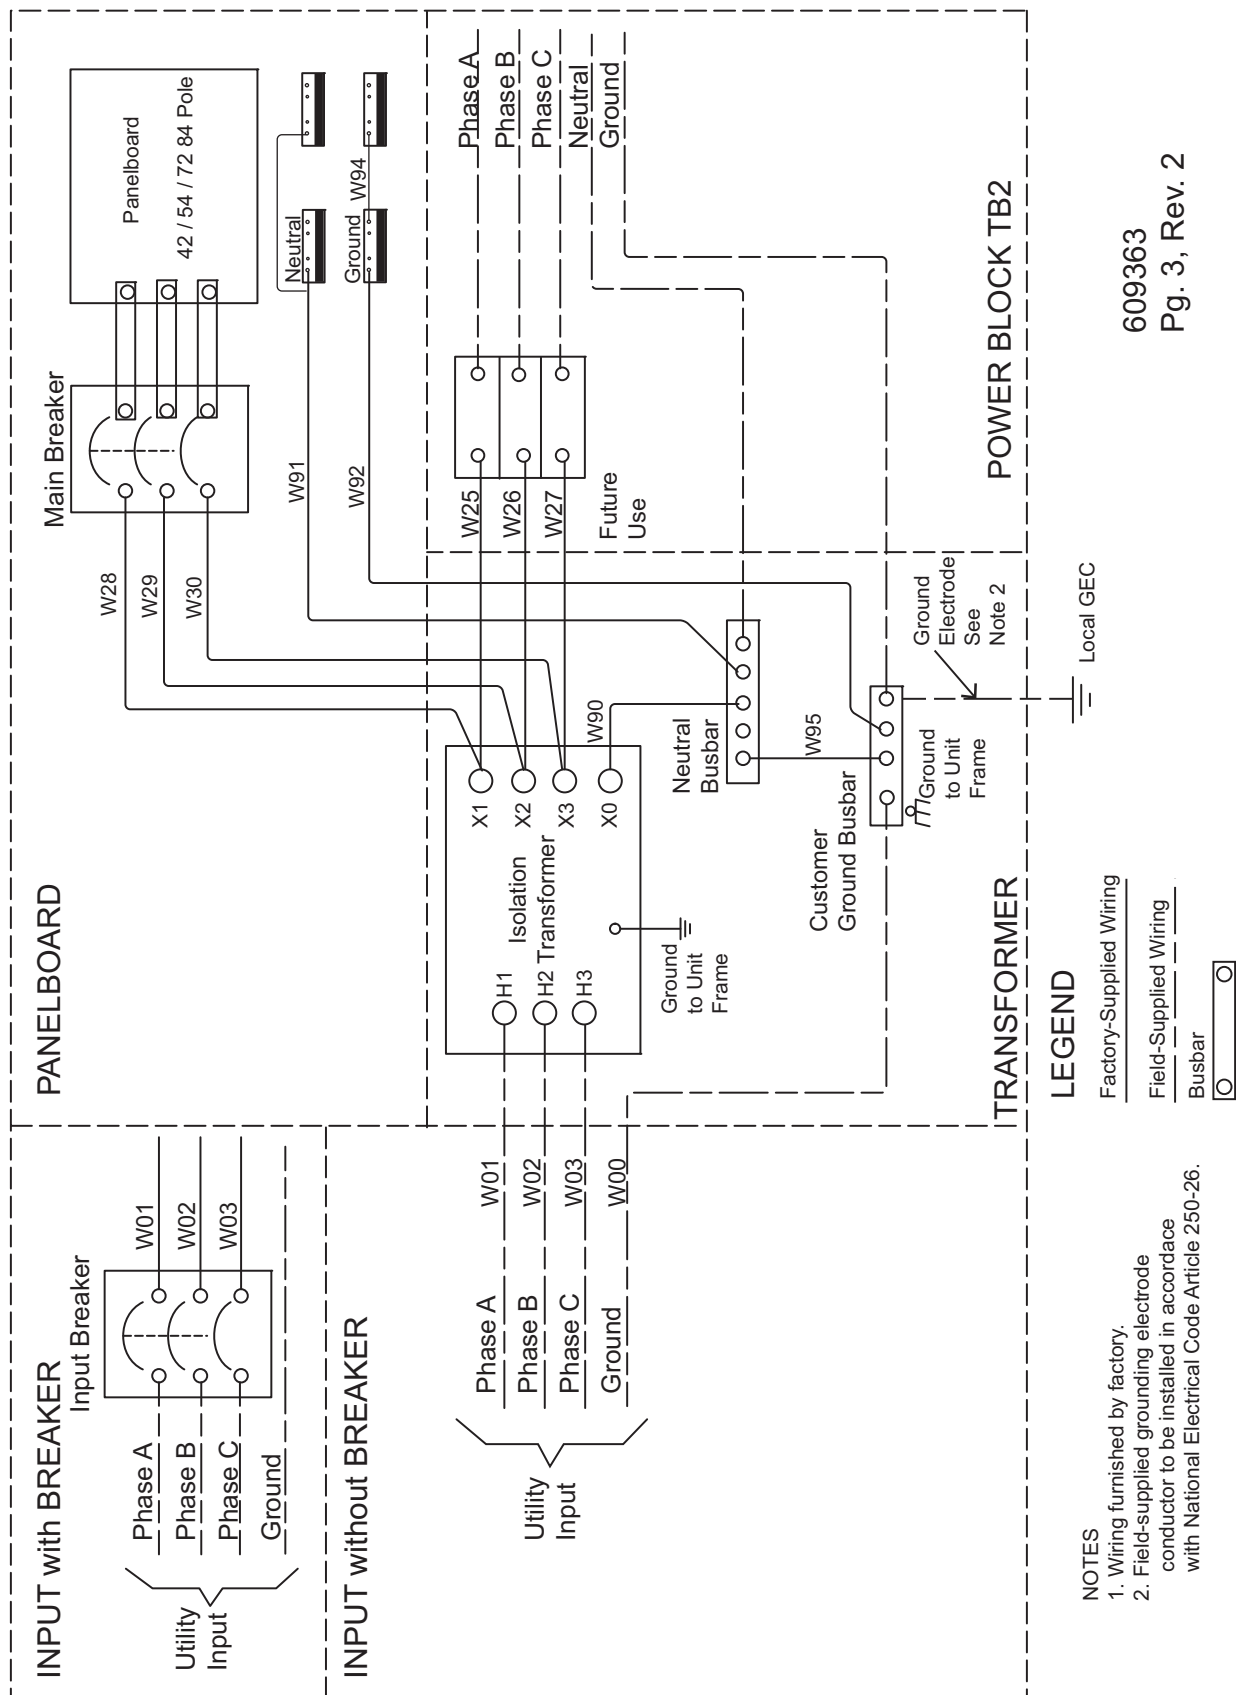 INPUT with BREAKER
Input Breaker
Utility
Input
Phase A
Phase B
Phase C
Ground
W01
W02
W03
INPUT without BREAKER
Utility
Input
Phase A
Phase B
Phase C
Ground
W01
W02
W03
W00
PANELBOARD
Main Breaker
W28
W29
W30
Panelboard
42 / 54 / 72 84 Pole
W91
W92
Neutral
Ground
W94
H1
H2
H3
Isolation
Transformer
X1
X2
X3
X0
Ground
to Unit
Frame
W90
Neutral
Busbar
W95
Customer
Ground Busbar
Ground
to Unit
Frame
Ground
Electrode
See
Note 2
Local GEC
TRANSFORMER
W25
W26
W27
Future
Use
Phase A
Phase B
Phase C
Neutral
Ground
POWER BLOCK TB2
NOTES
1. Wiring furnished by factory.
2. Field-supplied grounding electrode
conductor to be installed in accordace
with National Electrical Code Article 250-26.
LEGEND
Factory-Supplied Wiring
Field-Supplied Wiring
Busbar
609363
Pg. 3, Rev. 2